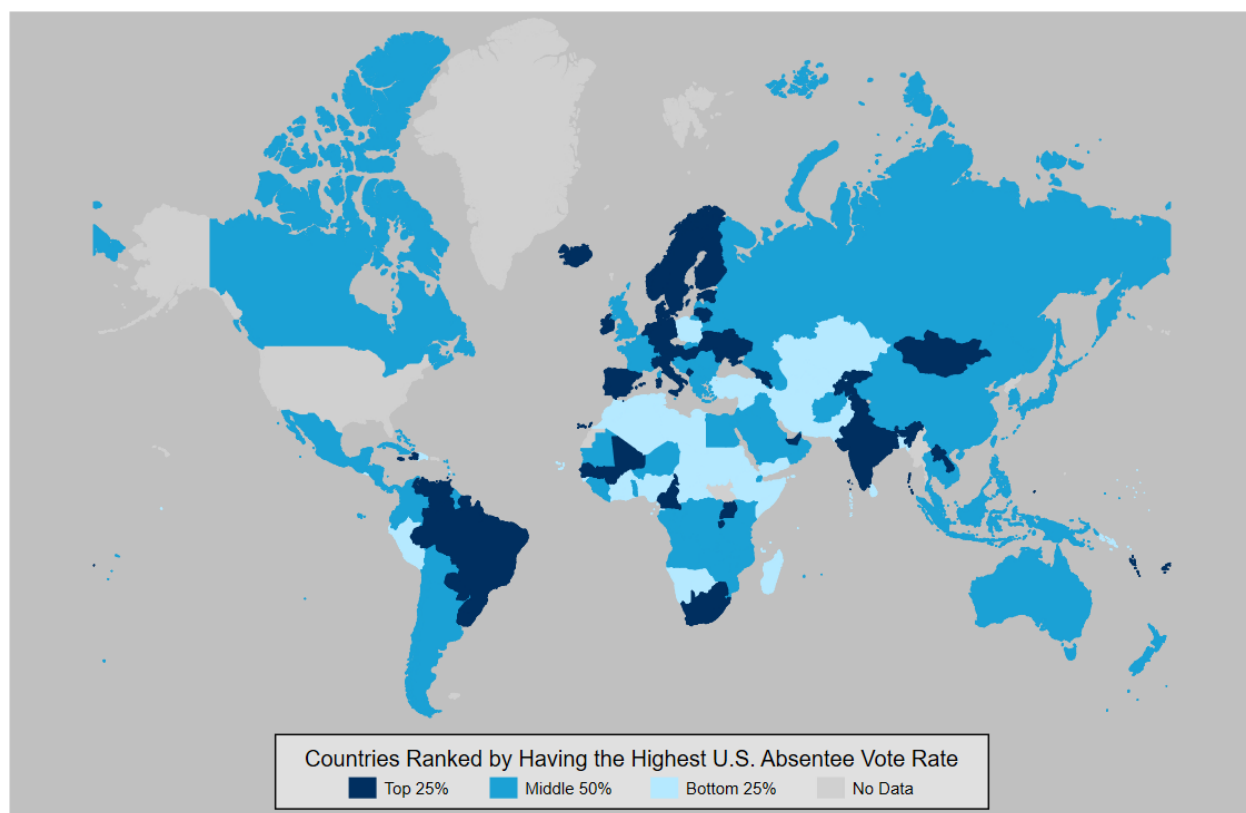 Countries Ranked by Having the Highest U.S. Absentee Vote Rate
Top 25% Middle 50% Bottom 25% No Data